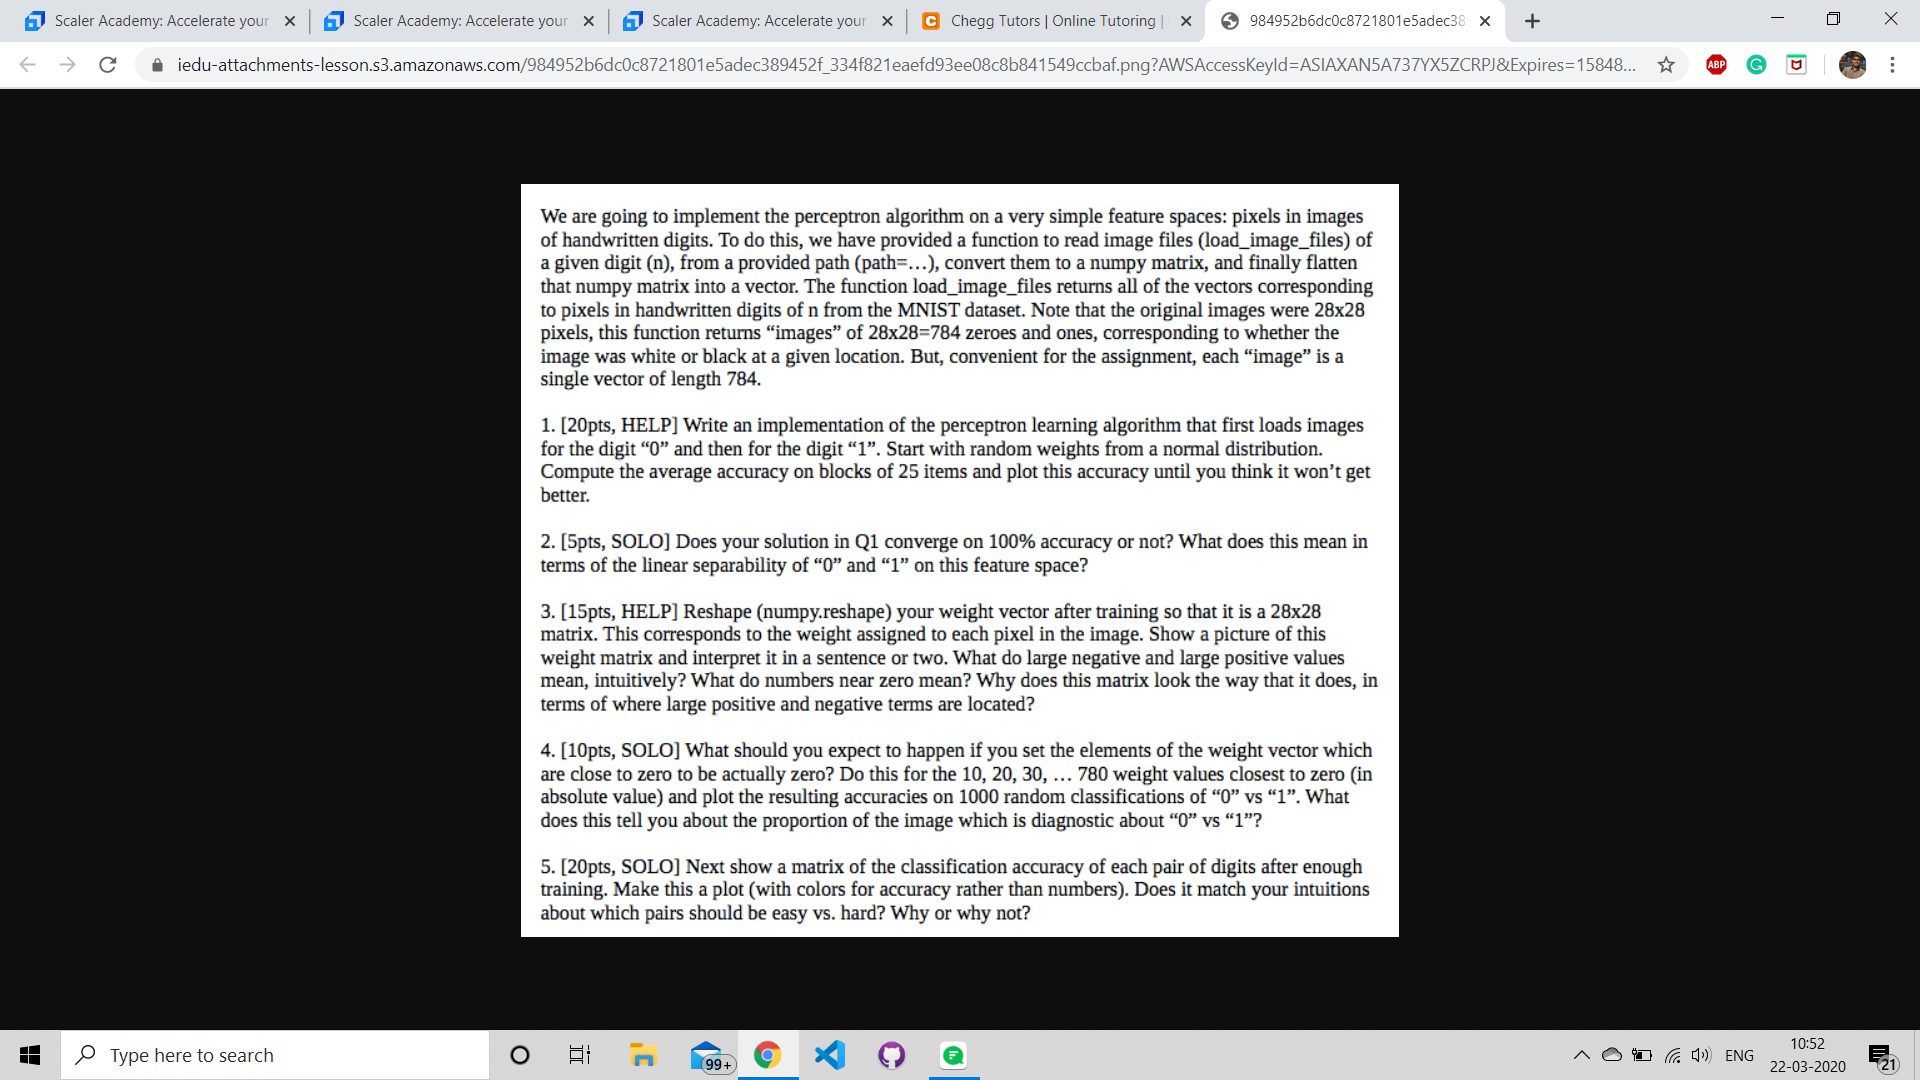 Scaler Academy: Accelerate your
Scaler Academy: Accelerate your
Scaler Academy: Accelerate your
Chegg Tutors | Online Tutoring |
984952b6dc0c8721801e5adec38
iedu-attachments-lesson.s3.amazonaws.com/984952b6dc0c8721801e5adec389452f_334f821eaefd93ee08c8b841549ccbaf.png?AWSAccessKeyId=ASIAXAN5A737YX5ZCRPJ&Expires=15848...
ABP
We are going to implement the perceptron algorithm on a very simple feature spaces: pixels in images
of handwritten digits. To do this, we have provided a function to read image files (load_image_files) of
a given digit (n), from a provided path (path=…), convert them to a numpy matrix, and finally flatten
that numpy matrix into a vector. The function load_image_files returns all of the vectors corresponding
to pixels in handwritten digits of n from the MNIST dataset. Note that the original images were 28x28
pixels, this function returns “images” of 28x28=784 zeroes and ones, corresponding to whether the
image was white or black at a given location. But, convenient for the assignment, each “image” is a
single vector of length 784.
1. [20pts, HELP] Write an implementation of the perceptron learning algorithm that first loads images
for the digit “0” and then for the digit “1”. Start with random weights from a normal distribution.
Compute the average accuracy on blocks of 25 items and plot this accuracy until you think it won’t get
better.
2. [5pts, SOLO] Does your solution in Q1 converge on 100% accuracy or not? What does this mean in
terms of the linear separability of “0” and “1” on this feature space?
3. [15pts, HELP] Reshape (numpy.reshape) your weight vector after training so that it is a 28x28
matrix. This corresponds to the weight assigned to each pixel in the image. Show a picture of this
weight matrix and interpret it in a sentence or two. What do large negative and large positive values
mean, intuitively? What do numbers near zero mean? Why does this matrix look the way that it does, in
terms of where large positive and negative terms are located?
4. [10pts, SOLO] What should you expect to happen if you set the elements of the weight vector which
are close to zero to be actually zero? Do this for the 10, 20, 30, … 780 weight values closest to zero (in
absolute value) and plot the resulting accuracies on 1000 random classifications of “0” vs “1”. What
does this tell you about the proportion of the image which is diagnostic about “0” vs “1”?
5. [20pts, SOLO] Next show a matrix of the classification accuracy of each pair of digits after enough
training. Make this a plot (with colors for accuracy rather than numbers). Does it match your intuitions
about which pairs should be easy vs. hard? Why or why not?
Type here to search
99+
ENG
10:52
22-03-2020
21